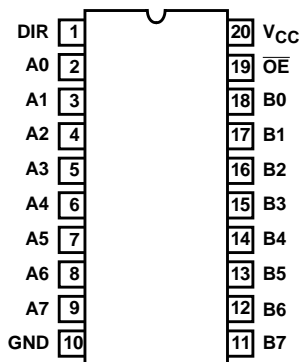 DIR 1 20 VCC
A0 2 19 OE
A1 3 18 B0
A2 4 17 B1
A3 5 16 B2
A4 6 15 B3
A5 7 14 B4
A6 8 13 B5
A7 9 12 B6
GND 10 11 B7